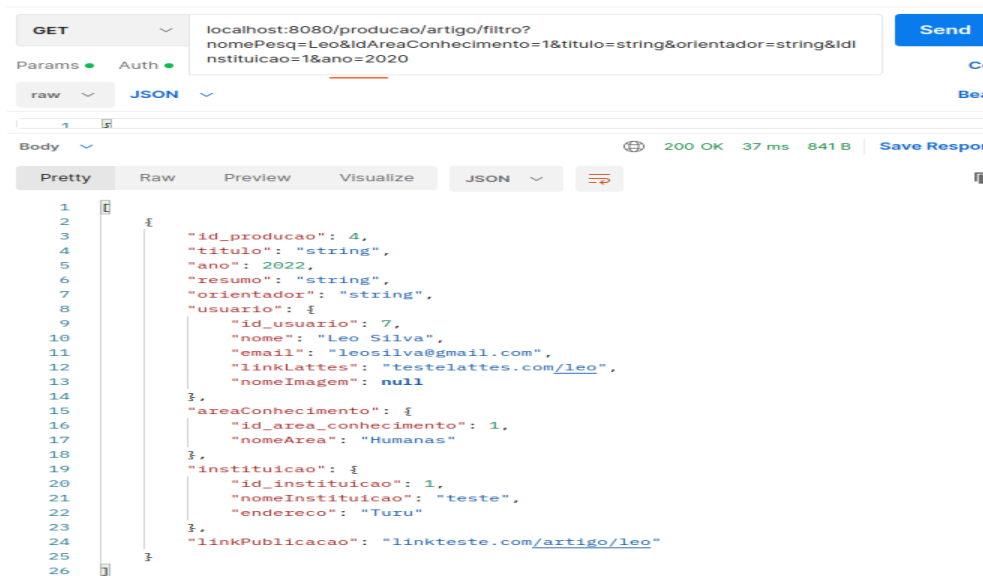 GET
localhost:8080/producao/artigo/filtro?
nomePesq=Leo&IdAreaConhecimento=1&titulo=string&orientador=string&IdI
nstituicao=1&ano=2020
Send
Params Auth
raw JSON
1
Body 200 OK 37 ms 841 B Save Respon
Pretty Raw Preview Visualize JSON
1 [
2 {
3 "id_producao": 4,
4 "titulo": "string",
5 "ano": 2022,
6 "resumo": "string",
7 "orientador": "string",
8 "usuario": {
9 "id_usuario": 7,
10 "nome": "Leo Silva",
11 "email": "leosilva@gmail.com",
12 "linkLattes": "testelattes.com/leo",
13 "nomeImagem": null
14 },
15 "areaConhecimento": {
16 "id_area_conhecimento": 1,
17 "nomeArea": "Humanas"
18 },
19 "instituicao": {
20 "id_instituicao": 1,
21 "nomeInstituicao": "teste",
22 "endereco": "Turu"
23 },
24 "linkPublicacao": "linkteste.com/artigo/leo"
25 }
26 ]